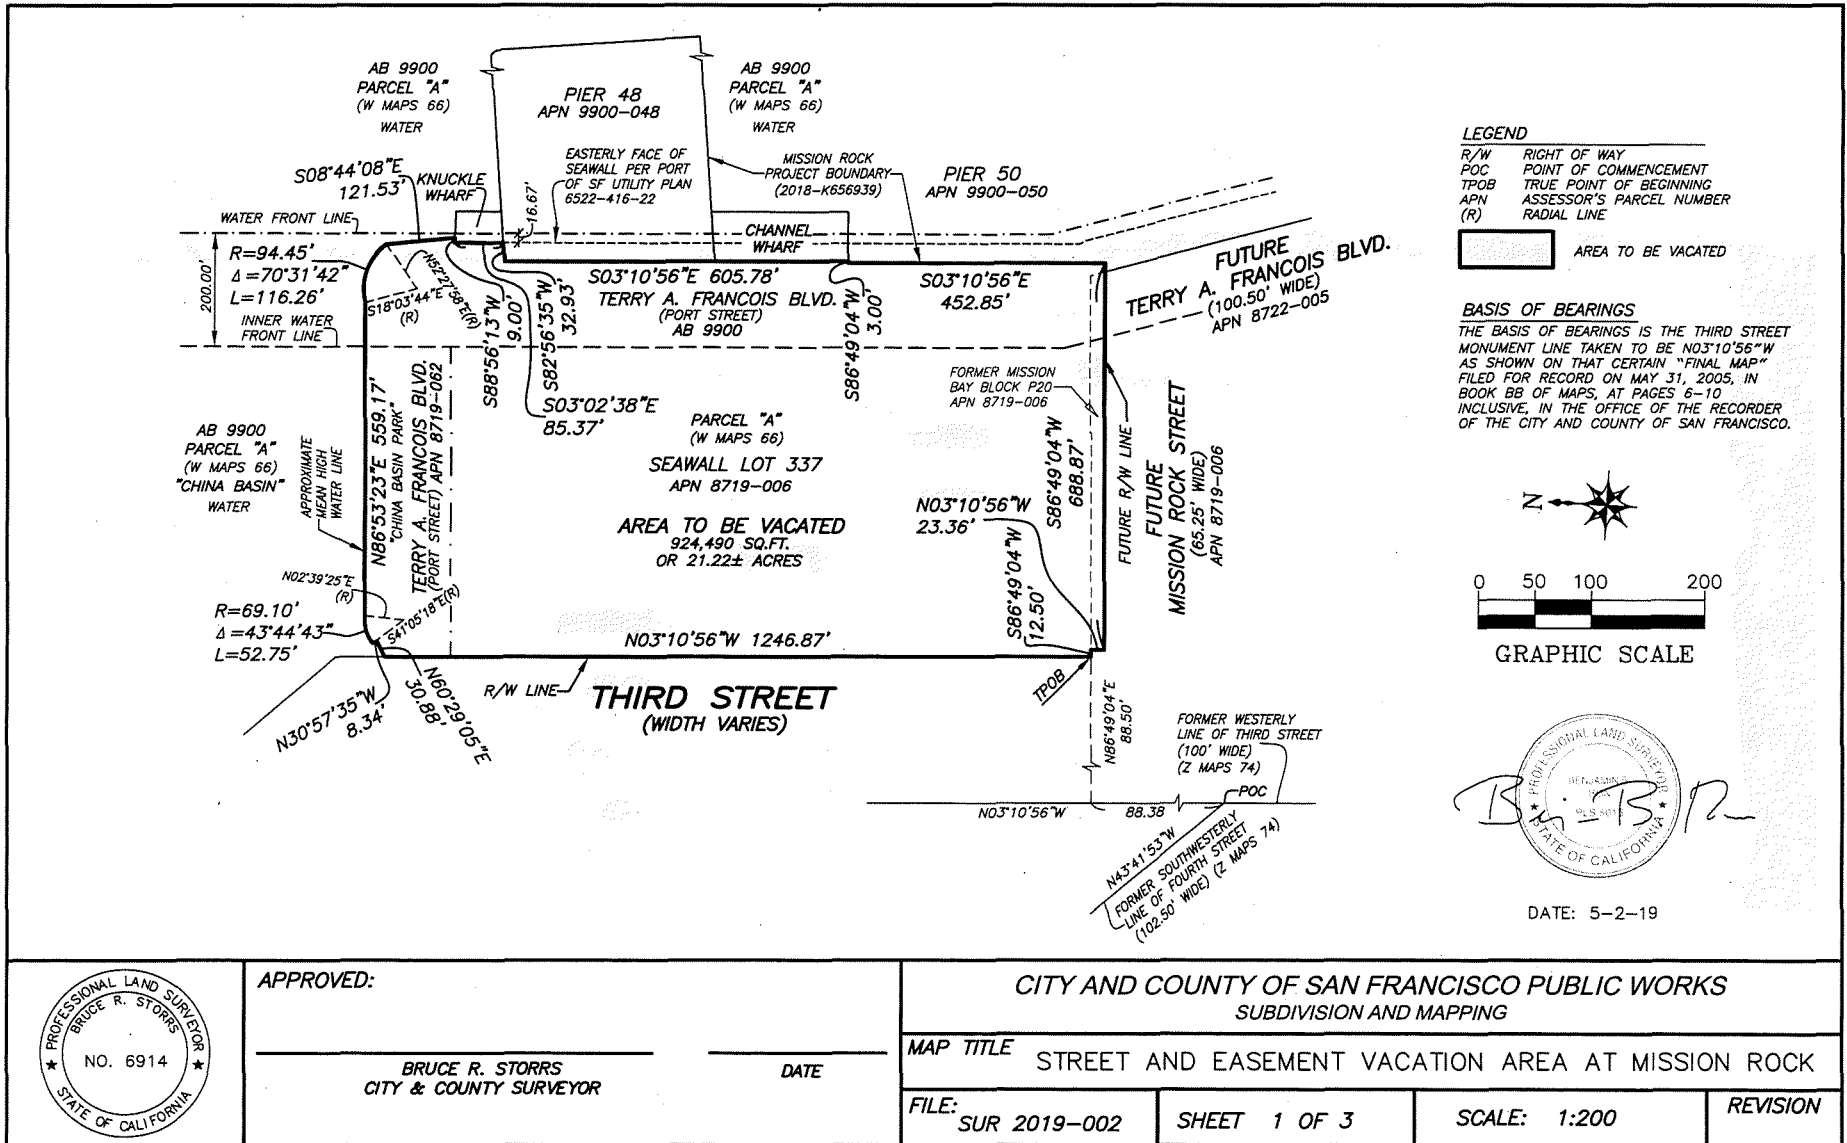 AB 9900
PARCEL "A"
(W MAPS 66)
WATER
PIER 48
APN 9900-048
AB 9900
PARCEL "A"
(W MAPS 66)
WATER
S08°44'08"E
121.53'
KNUCKLE
WHARF
EASTERLY FACE OF
SEAWALL PER PORT
OF SF UTILITY PLAN
6522-416-22
16.67'
MISSION ROCK
PROJECT BOUNDARY
(2018-K656939)
PIER 50
APN 9900-050
WATER FRONT LINE
CHANNEL
WHARF
200.00'
R=94.45'
Δ=70°31'42"
L=116.26'
INNER WATER
FRONT LINE
N52°27'58"E(R)
S18°03'44"E
(R)
S03°10'56"E 605.78'
TERRY A. FRANCOIS BLVD.
(PORT STREET)
AB 9900
S03°10'56"E
452.85'
FUTURE
TERRY A. FRANCOIS BLVD.
(100.50' WIDE)
APN 8722-005
S88°56'13"W
9.00'
S82°56'35"W
32.93'
S03°02'38"E
85.37'
S86°49'04"W
3.00'
FORMER MISSION
BAY BLOCK P20
APN 8719-006
AB 9900
PARCEL "A"
(W MAPS 66)
"CHINA BASIN"
WATER
APPROXIMATE
MEAN HIGH
WATER LINE
N86°53'23"E 559.17'
"CHINA BASIN PARK"
TERRY A. FRANCOIS BLVD.
(PORT STREET) APN 8719-062
PARCEL "A"
(W MAPS 66)
SEAWALL LOT 337
APN 8719-006
AREA TO BE VACATED
924,490 SQ.FT.
OR 21.22± ACRES
N03°10'56"W
23.36'
S86°49'04"W
688.87'
S86°49'04"W
12.50'
FUTURE R/W LINE
FUTURE
MISSION ROCK STREET
(65.25' WIDE)
APN 8719-006
N02°39'25"E
(R)
S41°05'18"E(R)
R=69.10'
Δ=43°44'43"
L=52.75'
N30°57'35"W
8.34'
N60°29'05"E
30.88'
N03°10'56"W 1246.87'
R/W LINE
THIRD STREET
(WIDTH VARIES)
TPOB
N86°49'04"E
88.50'
FORMER WESTERLY
LINE OF THIRD STREET
(100' WIDE)
(Z MAPS 74)
POC
N03°10'56"W
88.38
N43°41'53"W
FORMER SOUTHWESTERLY
LINE OF FOURTH STREET
(102.50' WIDE) (Z MAPS 74)
LEGEND
R/W RIGHT OF WAY
POC POINT OF COMMENCEMENT
TPOB TRUE POINT OF BEGINNING
APN ASSESSOR'S PARCEL NUMBER
(R) RADIAL LINE
AREA TO BE VACATED
BASIS OF BEARINGS
THE BASIS OF BEARINGS IS THE THIRD STREET
MONUMENT LINE TAKEN TO BE N03°10'56"W
AS SHOWN ON THAT CERTAIN "FINAL MAP"
FILED FOR RECORD ON MAY 31, 2005, IN
BOOK BB OF MAPS, AT PAGES 6-10
INCLUSIVE, IN THE OFFICE OF THE RECORDER
OF THE CITY AND COUNTY OF SAN FRANCISCO.
N
0 50 100 200
GRAPHIC SCALE
PROFESSIONAL LAND SURVEYOR
BENJAMIN
STATE OF CALIFORNIA
DATE: 5-2-19
PROFESSIONAL LAND SURVEYOR
BRUCE R. STORRS
NO. 6914
STATE OF CALIFORNIA
APPROVED:
BRUCE R. STORRS
CITY & COUNTY SURVEYOR
DATE
CITY AND COUNTY OF SAN FRANCISCO PUBLIC WORKS
SUBDIVISION AND MAPPING
MAP TITLE STREET AND EASEMENT VACATION AREA AT MISSION ROCK
FILE: SUR 2019-002
SHEET 1 OF 3
SCALE: 1:200
REVISION